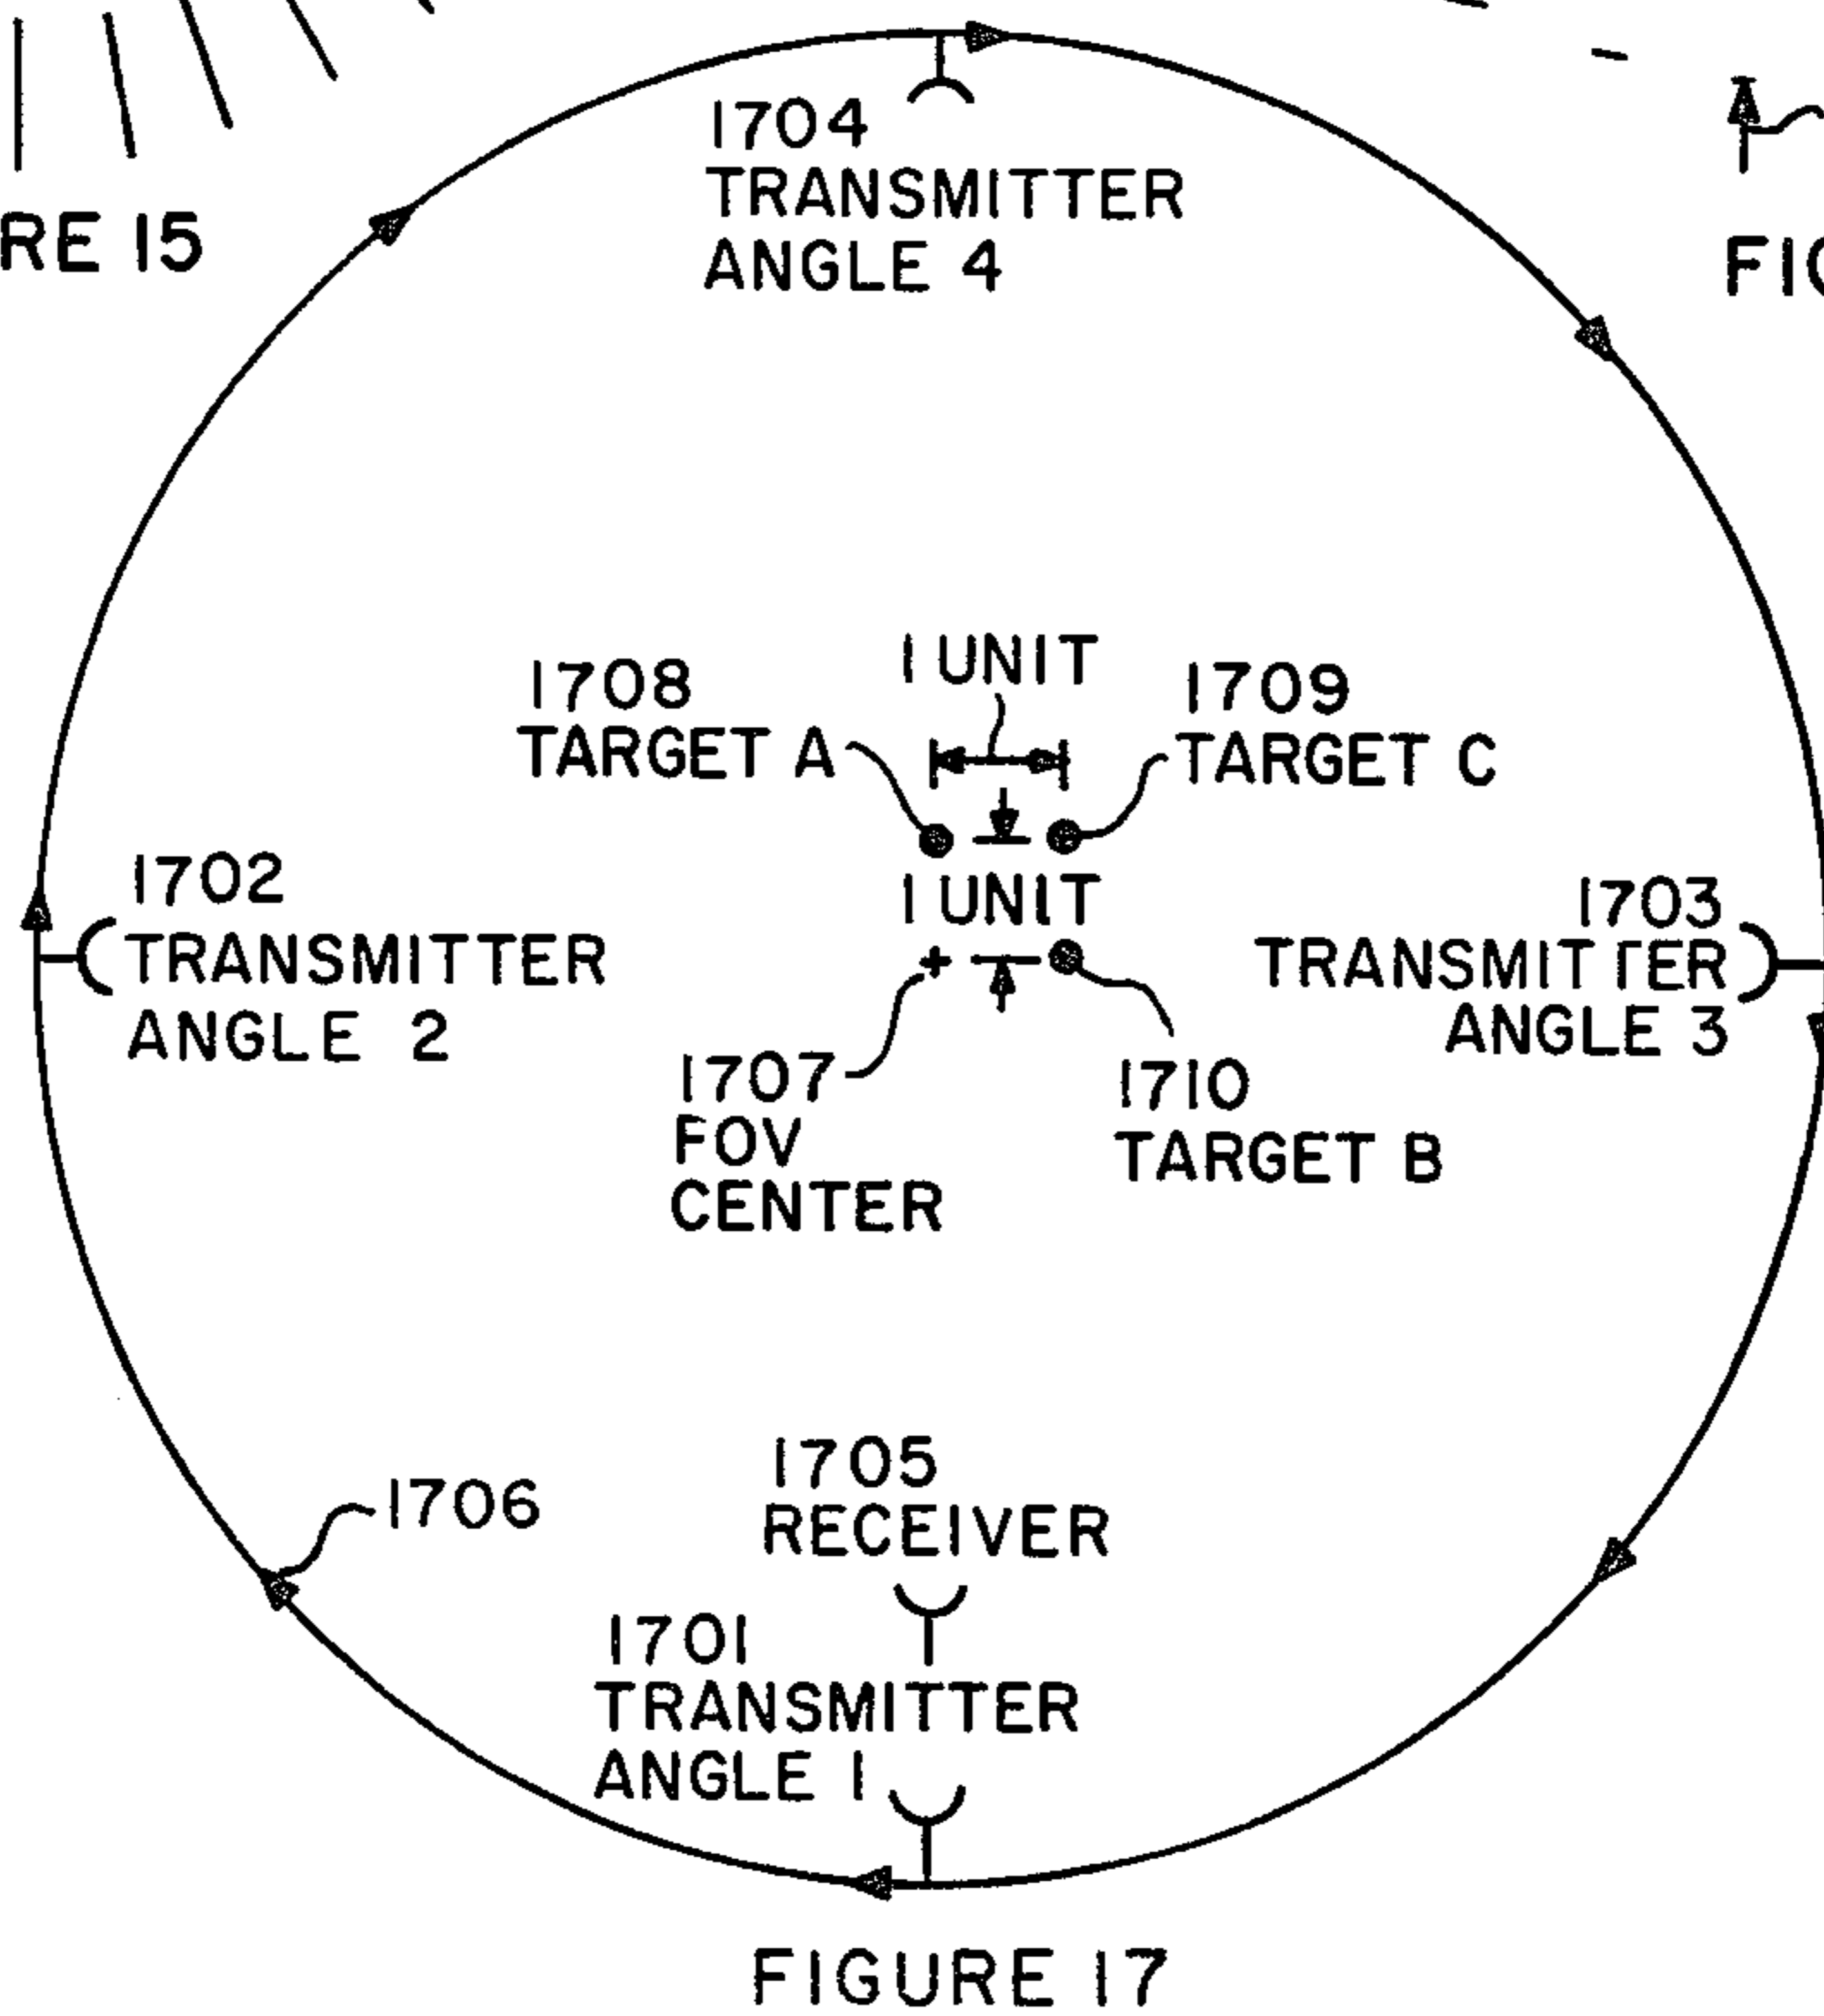 1704
TRANSMITTER
ANGLE 4
RE 15
1 UNIT
1708
TARGET A
1709
TARGET C
1 UNIT
1702
TRANSMITTER
ANGLE 2
1703
TRANSMITTER
ANGLE 3
1707
FOV
CENTER
1710
TARGET B
1705
RECEIVER
1706
1701
TRANSMITTER
ANGLE 1
FIGURE 17